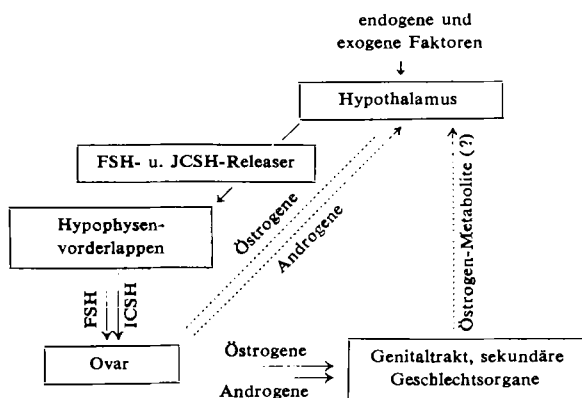 endogene und
exogene Faktoren
Hypothalamus
FSH- u. JCSH-Releaser
Hypophysen-
vorderlappen
Östrogene
Androgene
Östrogen-Metabolite (?)
FSH
ICSH
Ovar
Östrogene
Androgene
Genitaltrakt, sekundäre
Geschlechtsorgane